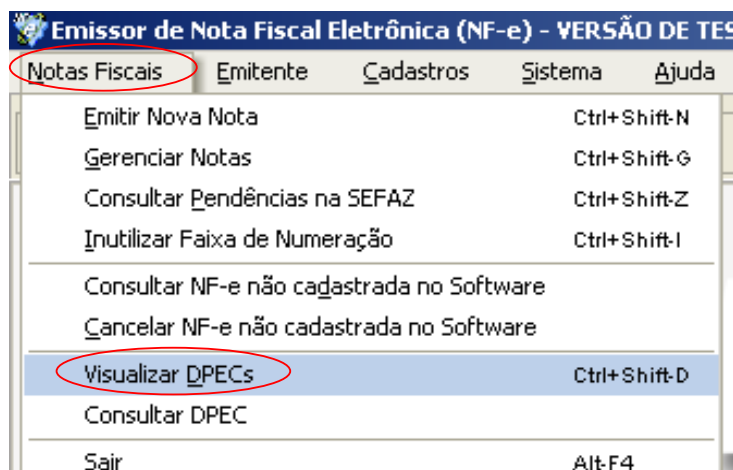 Emissor de Nota Fiscal Eletrônica (NF-e) - VERSÃO DE TES
Notas Fiscais Emitente Cadastros Sistema Ajuda
Emitir Nova Nota Ctrl+Shift-N
Gerenciar Notas Ctrl+Shift-G
Consultar Pendências na SEFAZ Ctrl+Shift-Z
Inutilizar Faixa de Numeração Ctrl+Shift-I
Consultar NF-e não cadastrada no Software
Cancelar NF-e não cadastrada no Software
Visualizar DPECs Ctrl+Shift-D
Consultar DPEC
Sair Alt-F4